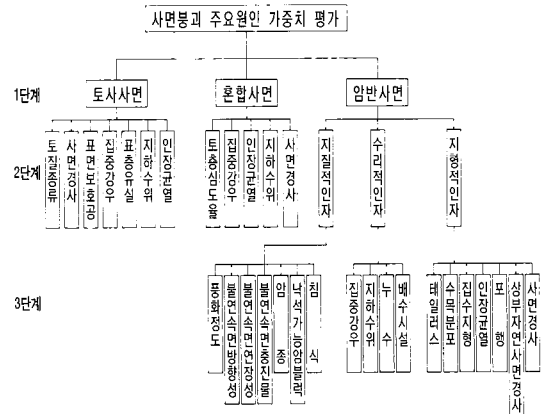 사면붕괴 주요원인 가중치 평가
1단계
토사사면
혼합사면
암반사면
2단계
토질종류
사면경사
표면보호공
집중강우
표층유실
지하수위
인장균열
토층심도율
집중강우
인장균열
지하수위
사면경사
지질적인자
수리적인자
지형적인자
3단계
풍화정도
불연속면방향성
불연속면연장성
불연속면충진물
암종
낙석가능암블럭
침식
집중강우
지하수위
누수
배수시설
테일러스
수목분포
집수지형
인장균열
포행
상부자연사면경사
사면경사